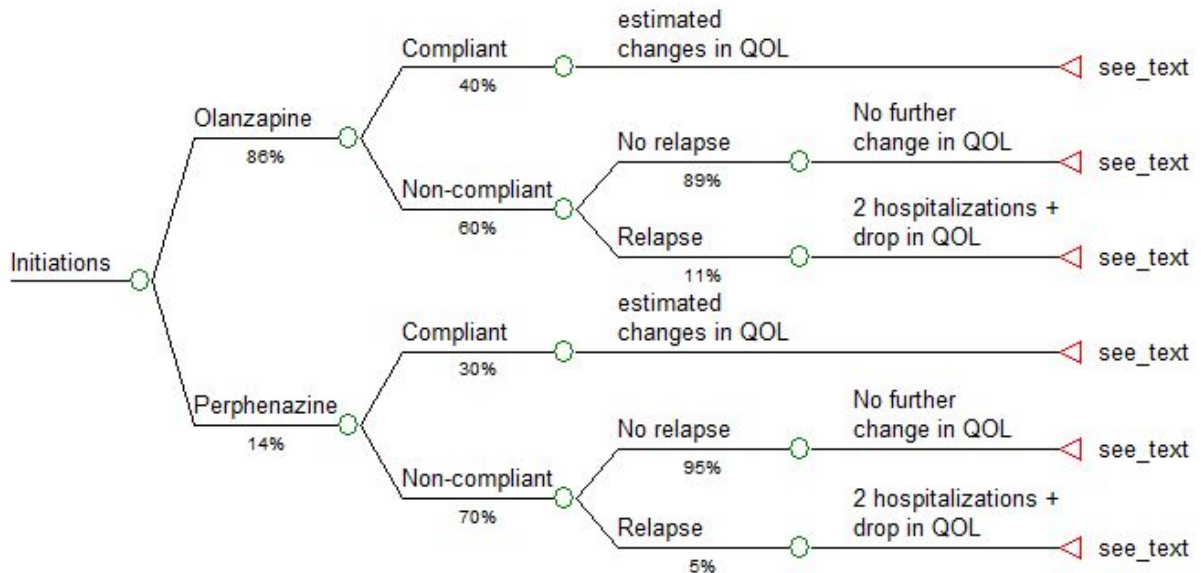 estimated
changes in QOL
Compliant
40%
see_text
Olanzapine
86%
No further
change in QOL
No relapse
89%
see_text
Non-compliant
60%
2 hospitalizations +
drop in QOL
Relapse
11%
see_text
Initiations
estimated
changes in QOL
Compliant
30%
see_text
Perphenazine
14%
No further
change in QOL
No relapse
95%
see_text
Non-compliant
70%
2 hospitalizations +
drop in QOL
Relapse
5%
see_text